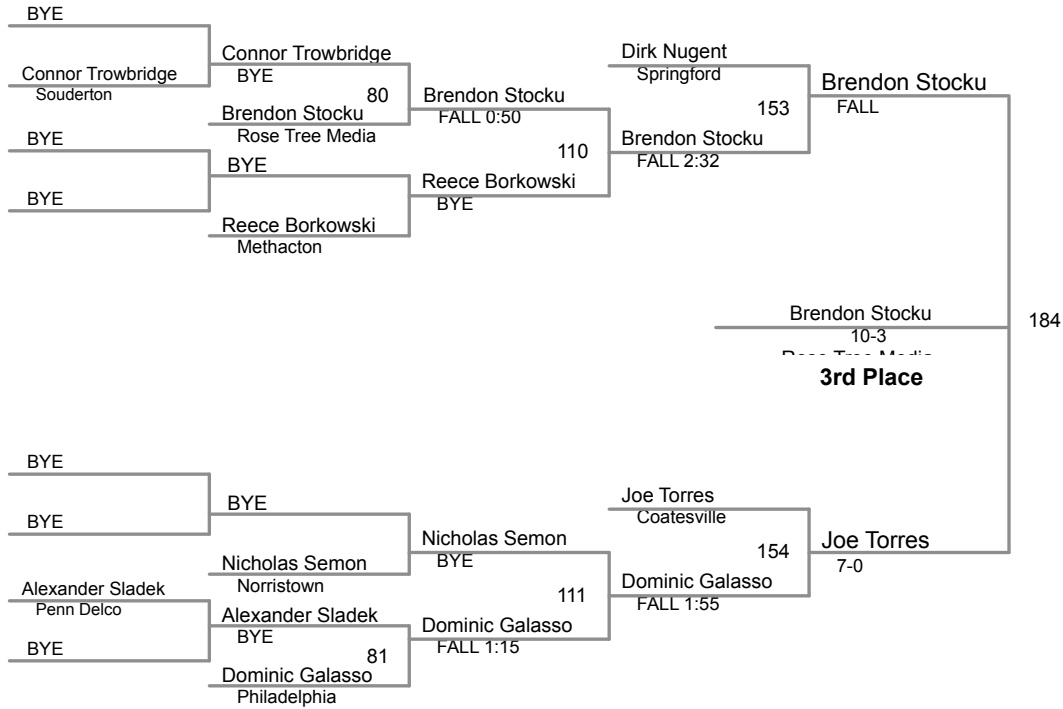 BYE
Connor Trowbridge
Souderton
Connor Trowbridge
BYE
80
Brendon Stocku
Rose Tree Media
BYE
BYE
BYE
Reece Borkowski
Methacton
Brendon Stocku
FALL 0:50
110
Reece Borkowski
BYE
Dirk Nugent
Springford
153
Brendon Stocku
FALL 2:32
Brendon Stocku
FALL
184
Brendon Stocku
10-3
Rose Tree Media
3rd Place
BYE
BYE
BYE
Nicholas Semon
Norristown
Alexander Sladek
Penn Delco
BYE
Alexander Sladek
BYE
81
Dominic Galasso
Philadelphia
Nicholas Semon
BYE
111
Dominic Galasso
FALL 1:15
Joe Torres
Coatesville
154
Dominic Galasso
FALL 1:55
Joe Torres
7-0